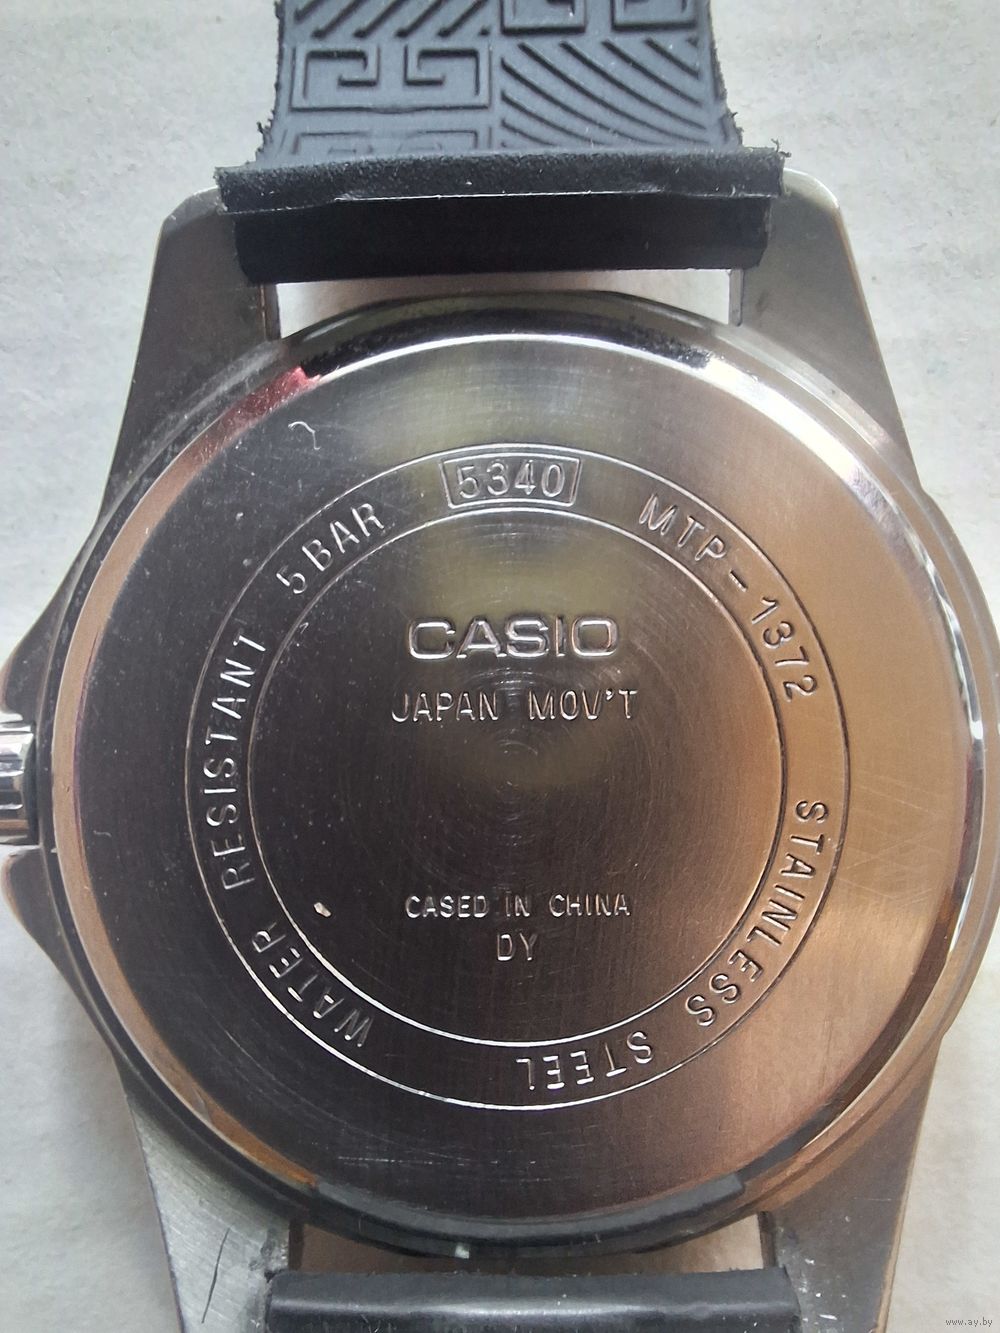 5340
MTP-1372
STAINLESS STEEL
WATER RESISTANT 5BAR
CASIO
JAPAN MOV'T
CASED IN CHINA
DY
www.ay.by